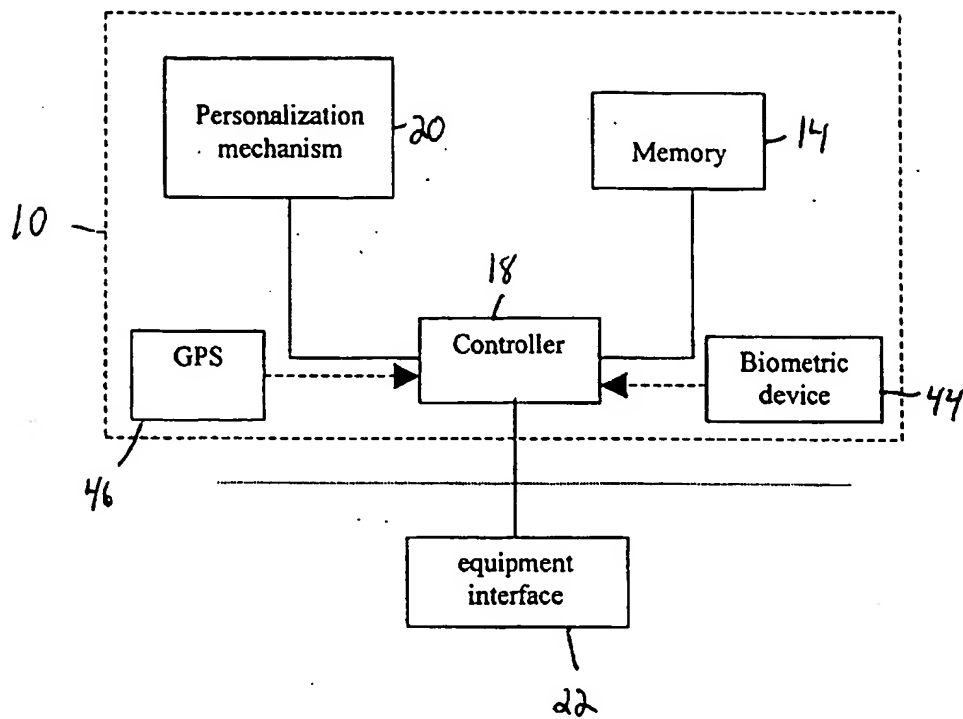 Personalization
mechanism
20
Memory
14
10
18
GPS
Controller
Biometric
device
44
46
equipment
interface
22